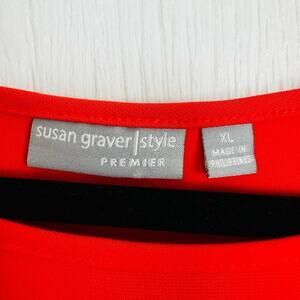 susan graver|style
PREMIER
XL
MADE IN
PHILIPPINES